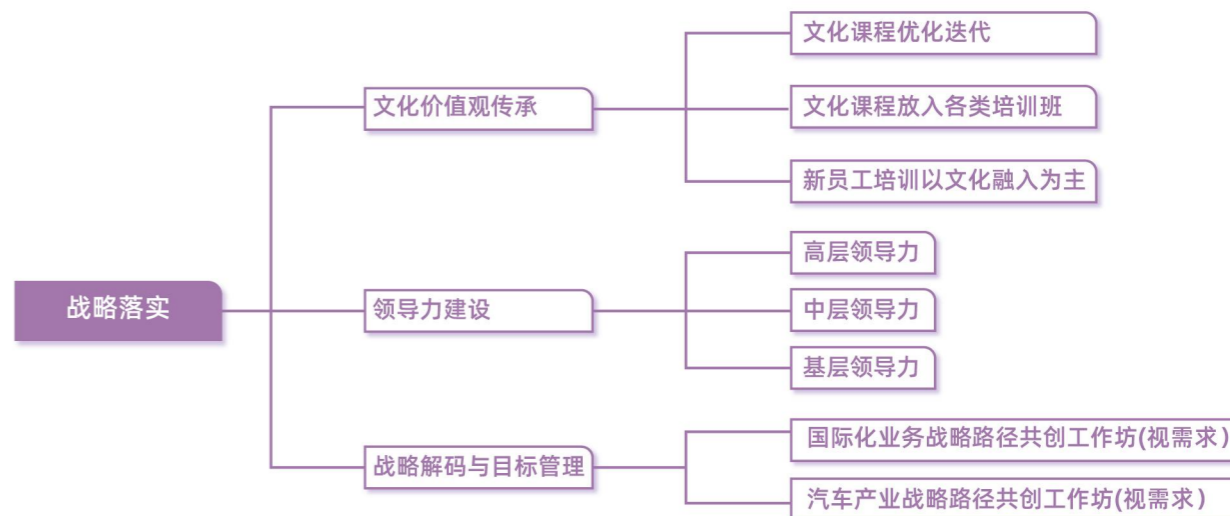 战略落实
文化价值观传承
文化课程优化迭代
文化课程放入各类培训班
新员工培训以文化融入为主
领导力建设
高层领导力
中层领导力
基层领导力
战略解码与目标管理
国际化业务战略路径共创工作坊(视需求）
汽车产业战略路径共创工作坊(视需求）